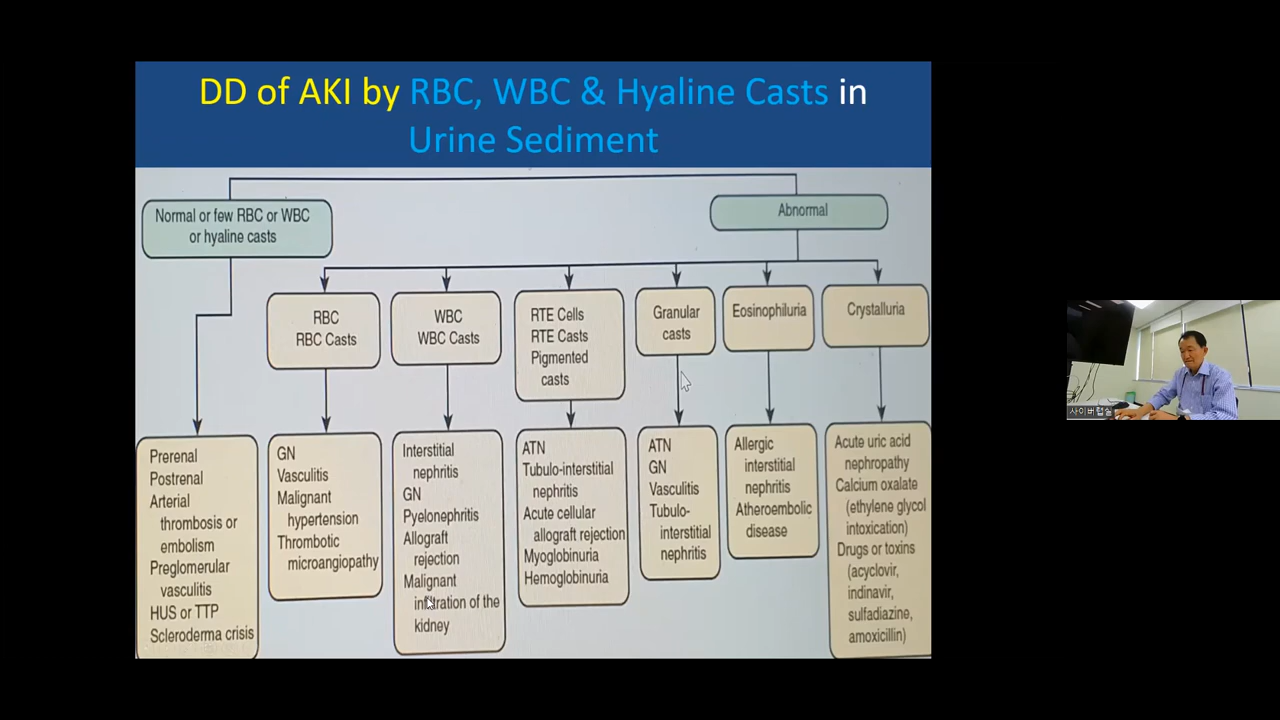 DD of AKI by RBC, WBC & Hyaline Casts in
Urine Sediment
Normal or few RBC or WBC
or hyaline casts
Abnormal
RBC
RBC Casts
WBC
WBC Casts
RTE Cells
RTE Casts
Pigmented
casts
Granular
casts
Eosinophiluria
Crystalluria
Prerenal
Postrenal
Arterial
thrombosis or
embolism
Preglomerular
vasculitis
HUS or TTP
Scleroderma crisis
GN
Vasculitis
Malignant
hypertension
Thrombotic
microangiopathy
Interstitial
nephritis
GN
Pyelonephritis
Allograft
rejection
Malignant
infiltration of the
kidney
ATN
Tubulo-interstitial
nephritis
Acute cellular
allograft rejection
Myoglobinuria
Hemoglobinuria
ATN
GN
Vasculitis
Tubulo-
interstitial
nephritis
Allergic
interstitial
nephritis
Atheroembolic
disease
Acute uric acid
nephropathy
Calcium oxalate
(ethylene glycol
intoxication)
Drugs or toxins
(acyclovir,
indinavir,
sulfadiazine,
amoxicillin)
사이버랩실